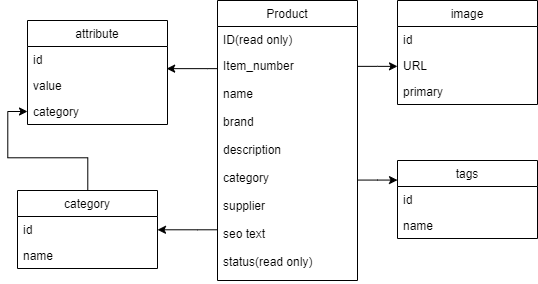 attribute
id
value
category
Product
ID(read only)
Item_number
name
brand
description
category
supplier
seo text
status(read only)
image
id
URL
primary
tags
id
name
category
id
name